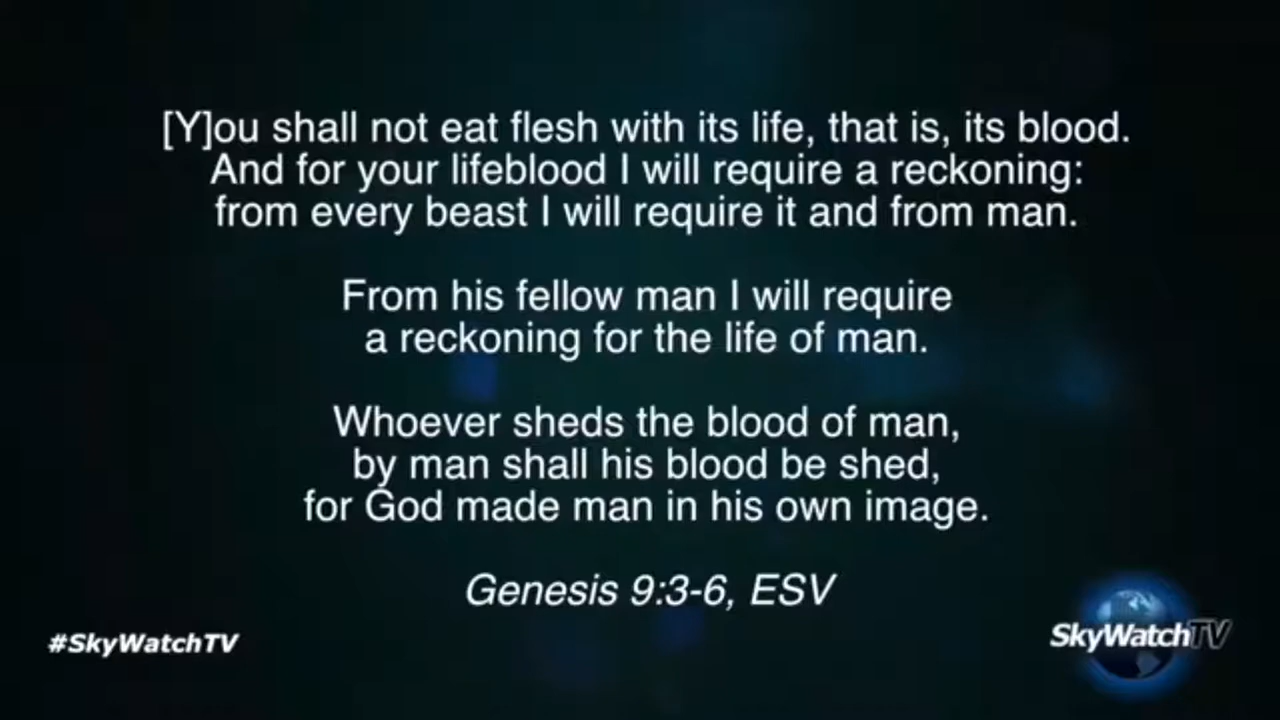 [Y]ou shall not eat flesh with its life, that is, its blood.
And for your lifeblood I will require a reckoning:
from every beast I will require it and from man.
From his fellow man I will require
a reckoning for the life of man.
Whoever sheds the blood of man,
by man shall his blood be shed,
for God made man in his own image.
Genesis 9:3-6, ESV
#SkyWatchTV
SkyWatchTV